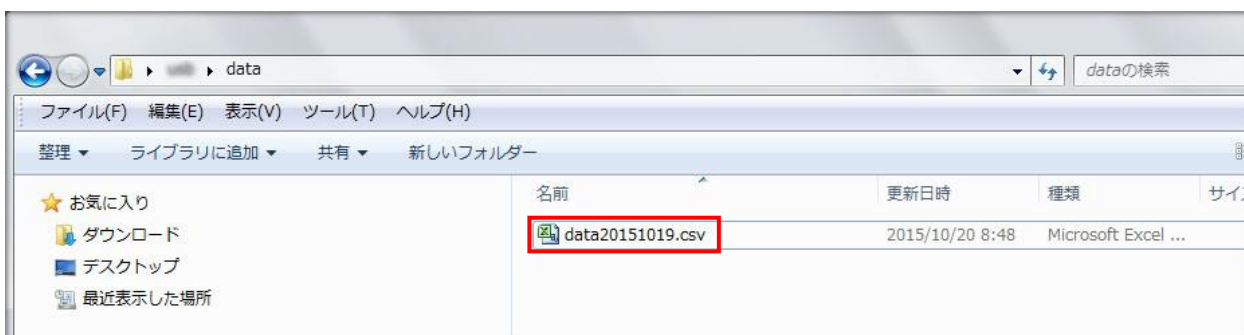 data dataの検索
ファイル(F) 編集(E) 表示(V) ツール(T) ヘルプ(H)
整理 ライブラリに追加 共有 新しいフォルダー
お気に入り 名前 更新日時 種類
ダウンロード data20151019.csv 2015/10/20 8:48 Microsoft Excel ...
デスクトップ
最近表示した場所